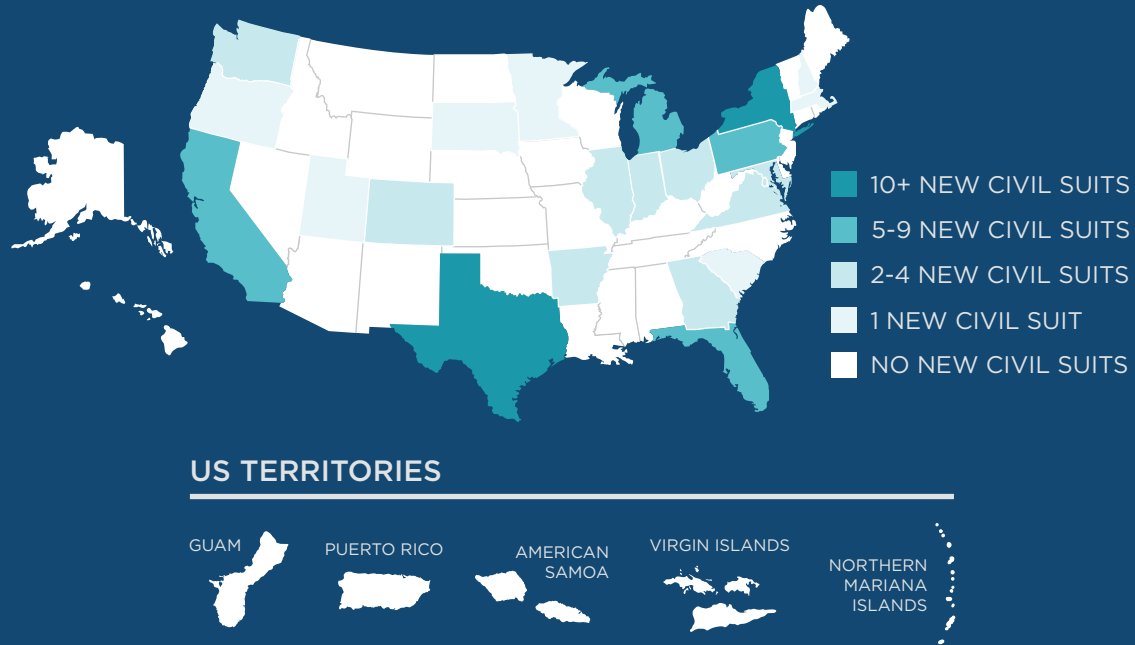 10+ NEW CIVIL SUITS
5-9 NEW CIVIL SUITS
2-4 NEW CIVIL SUITS
1 NEW CIVIL SUIT
NO NEW CIVIL SUITS
US TERRITORIES
GUAM
PUERTO RICO
AMERICAN
SAMOA
VIRGIN ISLANDS
NORTHERN
MARIANA
ISLANDS